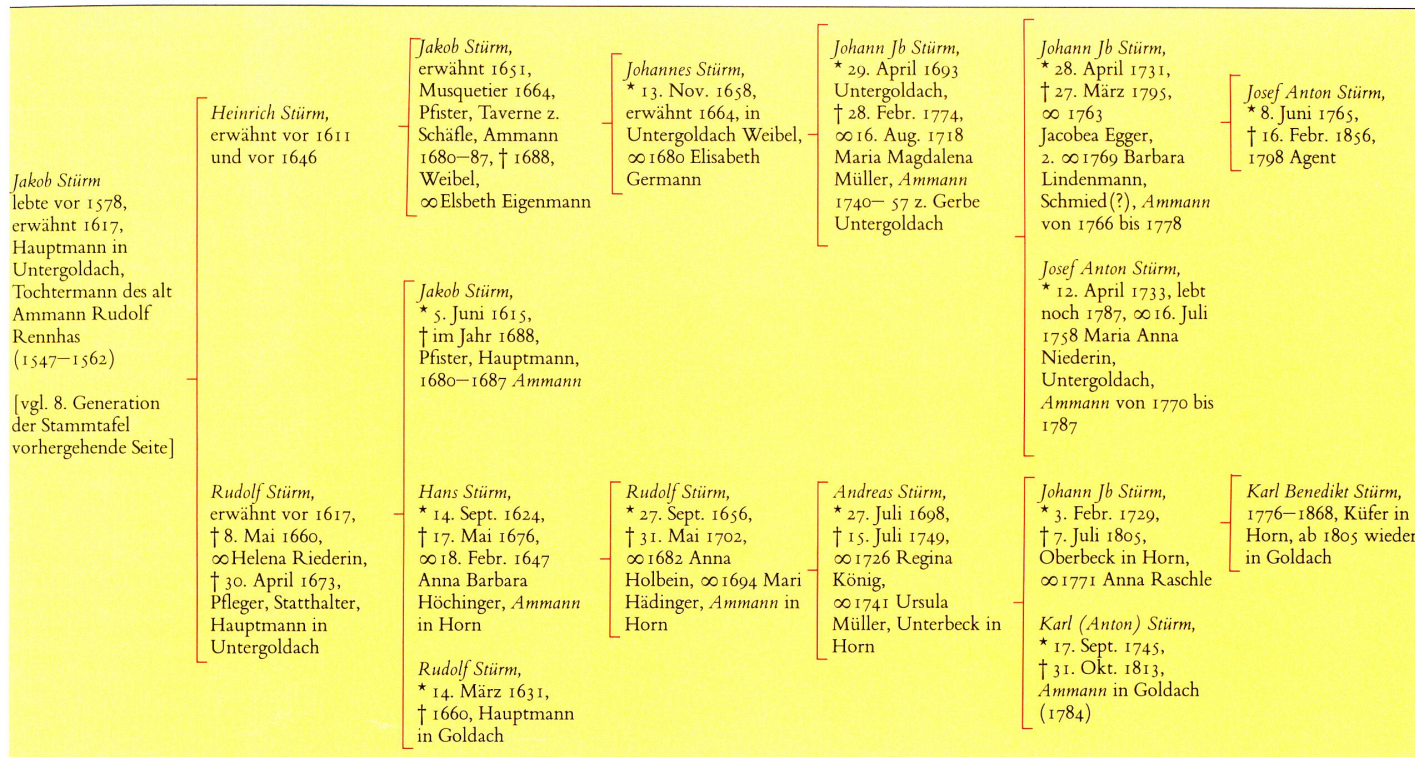 Jakob Stürm
lebte vor 1578,
erwähnt 1617,
Hauptmann in
Untergoldach,
Tochtermann des alt
Ammann Rudolf
Rennhas
(1547–1562)
[vgl. 8. Generation
der Stammtafel
vorhergehende Seite]
Heinrich Stürm,
erwähnt vor 1611
und vor 1646
Rudolf Stürm,
erwähnt vor 1617,
† 8. Mai 1660,
∞ Helena Riederin,
† 30. April 1673,
Pfleger, Statthalter,
Hauptmann in
Untergoldach
Jakob Stürm,
erwähnt 1651,
Musquetier 1664,
Pfister, Taverne z.
Schäfle, Ammann
1680–87, † 1688,
Weibel,
∞ Elsbeth Eigenmann
Jakob Stürm,
* 5. Juni 1615,
† im Jahr 1688,
Pfister, Hauptmann,
1680–1687 Ammann
Hans Stürm,
* 14. Sept. 1624,
† 17. Mai 1676,
∞ 18. Febr. 1647
Anna Barbara
Höchinger, Ammann
in Horn
Rudolf Stürm,
* 14. März 1631,
† 1660, Hauptmann
in Goldach
Johannes Stürm,
* 13. Nov. 1658,
erwähnt 1664, in
Untergoldach Weibel,
∞ 1680 Elisabeth
Germann
Rudolf Stürm,
* 27. Sept. 1656,
† 31. Mai 1702,
∞ 1682 Anna
Holbein, ∞ 1694 Mari
Hädinger, Ammann in
Horn
Johann Jb Stürm,
* 29. April 1693
Untergoldach,
† 28. Febr. 1774,
∞ 16. Aug. 1718
Maria Magdalena
Müller, Ammann
1740– 57 z. Gerbe
Untergoldach
Andreas Stürm,
* 27. Juli 1698,
† 15. Juli 1749,
∞ 1726 Regina
König,
∞ 1741 Ursula
Müller, Unterbeck in
Horn
Johann Jb Stürm,
* 28. April 1731,
† 27. März 1795,
∞ 1763
Jacobea Egger,
2. ∞ 1769 Barbara
Lindenmann,
Schmied(?), Ammann
von 1766 bis 1778
Josef Anton Stürm,
* 12. April 1733, lebt
noch 1787, ∞ 16. Juli
1758 Maria Anna
Niederin,
Untergoldach,
Ammann von 1770 bis
1787
Johann Jb Stürm,
* 3. Febr. 1729,
† 7. Juli 1805,
Oberbeck in Horn,
∞ 1771 Anna Raschle
Karl (Anton) Stürm,
* 17. Sept. 1745,
† 31. Okt. 1813,
Ammann in Goldach
(1784)
Josef Anton Stürm,
* 8. Juni 1765,
† 16. Febr. 1856,
1798 Agent
Karl Benedikt Stürm,
1776–1868, Küfer in
Horn, ab 1805 wieder
in Goldach